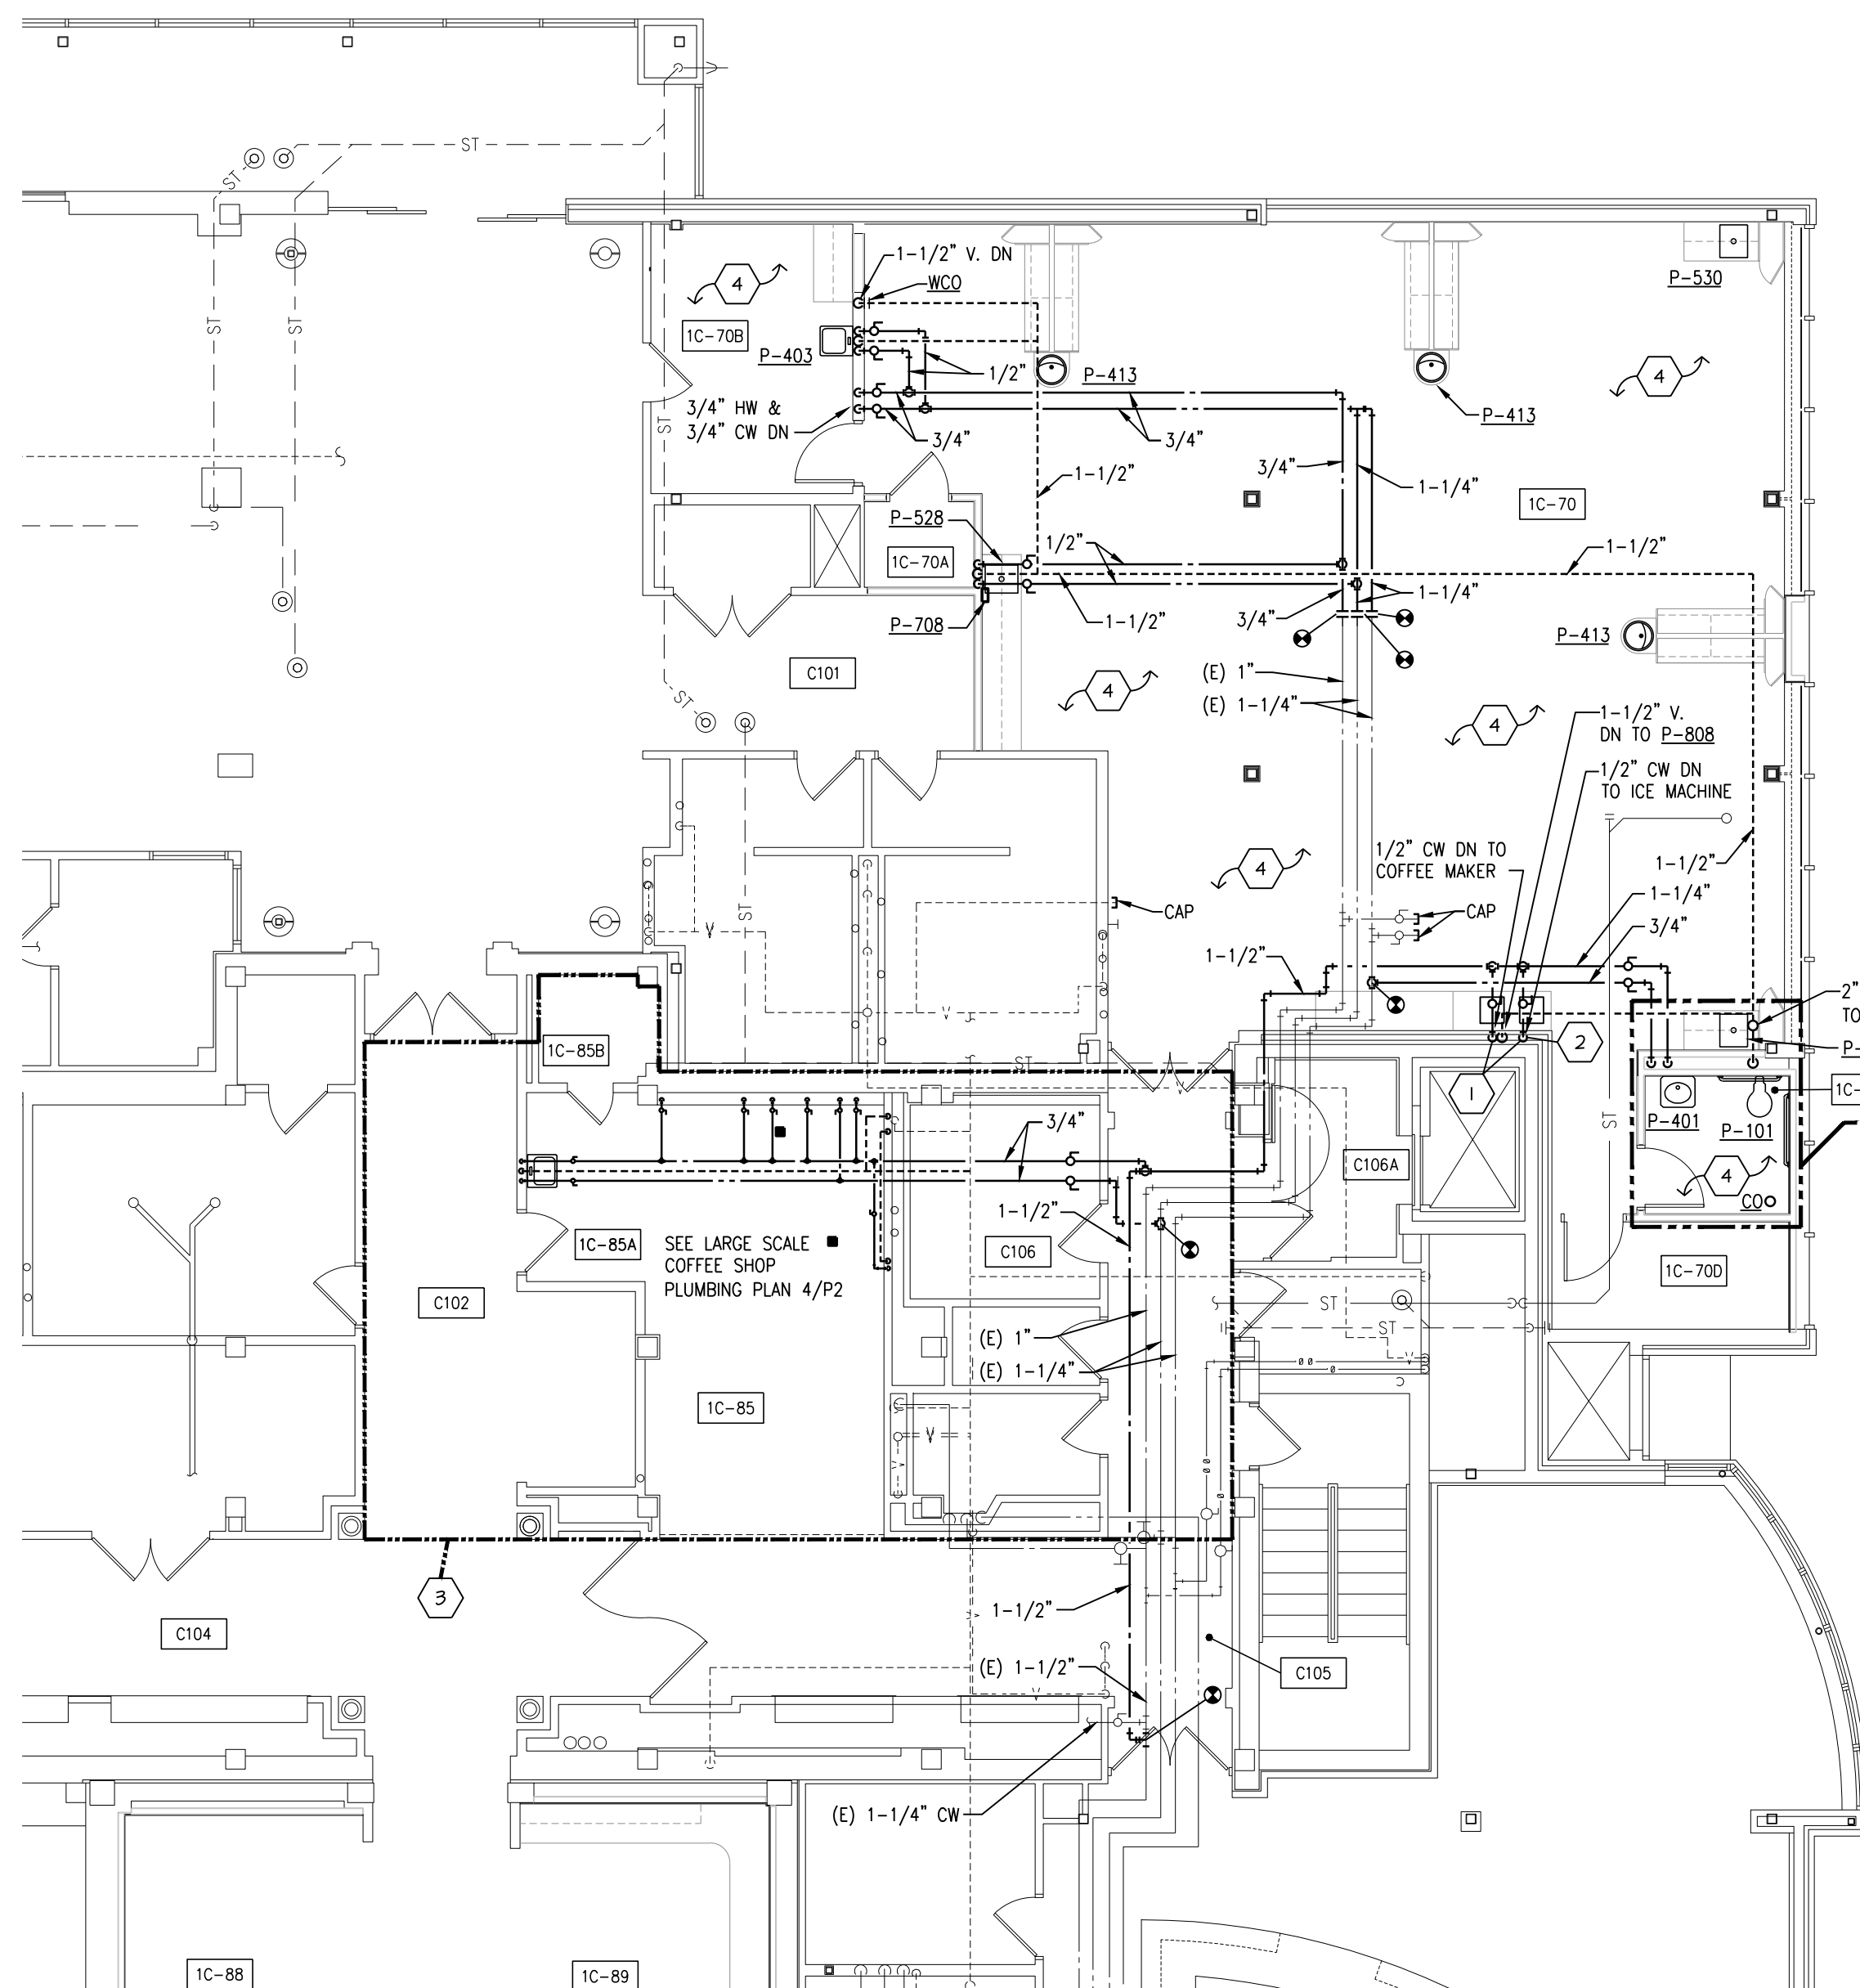 ST
ST
1-1/2" V. DN
WCO
4
P-530
ST
ST
1C-70B
P-403
1/2"
P-413
4
P-413
3/4" HW &
3/4" CW DN
ST
3/4"
3/4"
3/4"
1-1/2"
1-1/4"
1C-70
P-528
1/2"
1-1/2"
1C-70A
1-1/4"
P-708
1-1/2"
3/4"
P-413
C101
(E) 1"
4
(E) 1-1/4"
ST
4
1-1/2" V.
DN TO P-808
1/2" CW DN
TO ICE MACHINE
1/2" CW DN TO
COFFEE MAKER
4
1-1/2"
1-1/4"
ST
CAP
CAP
3/4"
V
1-1/2"
2"
TO
V
1C-85B
2
P-
ST
V
1
1C-
P-401
P-101
3/4"
ST
C106A
4
CO
1-1/2"
1C-85A
SEE LARGE SCALE
COFFEE SHOP
PLUMBING PLAN 4/P2
C106
1C-70D
C102
ST
(E) 1"
ST
(E) 1-1/4"
V
1C-85
V
V
3
1-1/2"
C104
(E) 1-1/2"
C105
V
(E) 1-1/4" CW
1C-88
1C-89